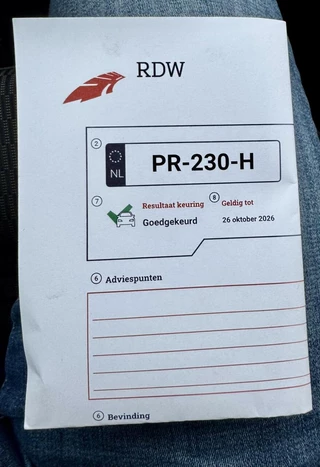 RDW
2
NL
PR-230-H
7 Resultaat keuring 8 Geldig tot
Goedgekeurd 26 oktober 2026
6 Adviespunten
6 Bevinding